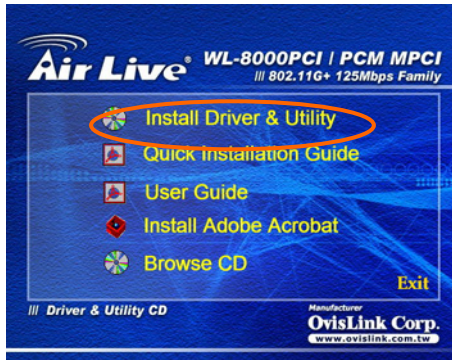 Air Live®
WL-8000PCI / PCM MPCI
/// 802.11G+ 125Mbps Family
Install Driver & Utility
Quick Installation Guide
User Guide
Install Adobe Acrobat
Browse CD
Exit
/// Driver & Utility CD
Manufacturer
OvisLink Corp.
www.ovislink.com.tw